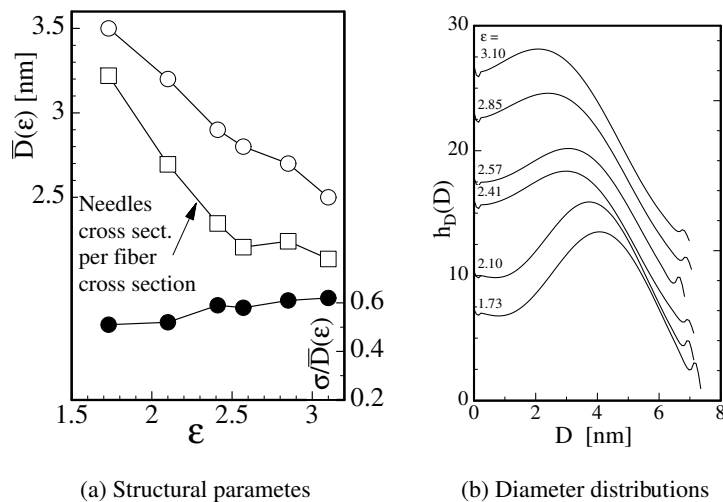 3.5
3
2.5
D̅(ε) [nm]
Needles
cross sect.
per fiber
cross section
0.6
0.5
0.2
σ/D̅(ε)
1.5
2
2.5
3
ε
(a) Structural parametes
30
20
10
0
h_D(D)
ε =
3.10
2.85
2.57
2.41
2.10
1.73
0
2
4
6
8
D [nm]
(b) Diameter distributions